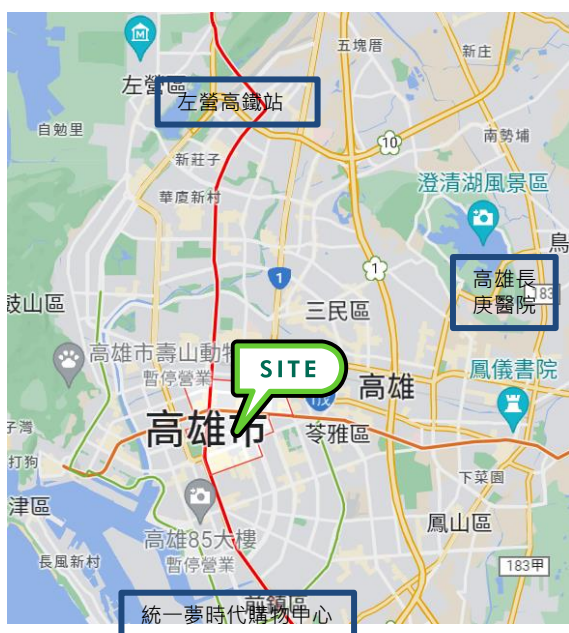 五塊厝
新庄
左營區
左營高鐵站
自勉里
10
南勢埔
新莊子
澄清湖風景區
華廈新村
鳥
1
1
高雄長
庚醫院
183
鼓山區
三民區
高雄市壽山動物
暫停營業
SITE
鳳儀書院
高雄
高雄市
苓雅區
子灣
打狗
下菜園
津區
鳳山區
高雄85大樓
暫停營業
長風新村
183甲
前鎮區
統一夢時代購物中心